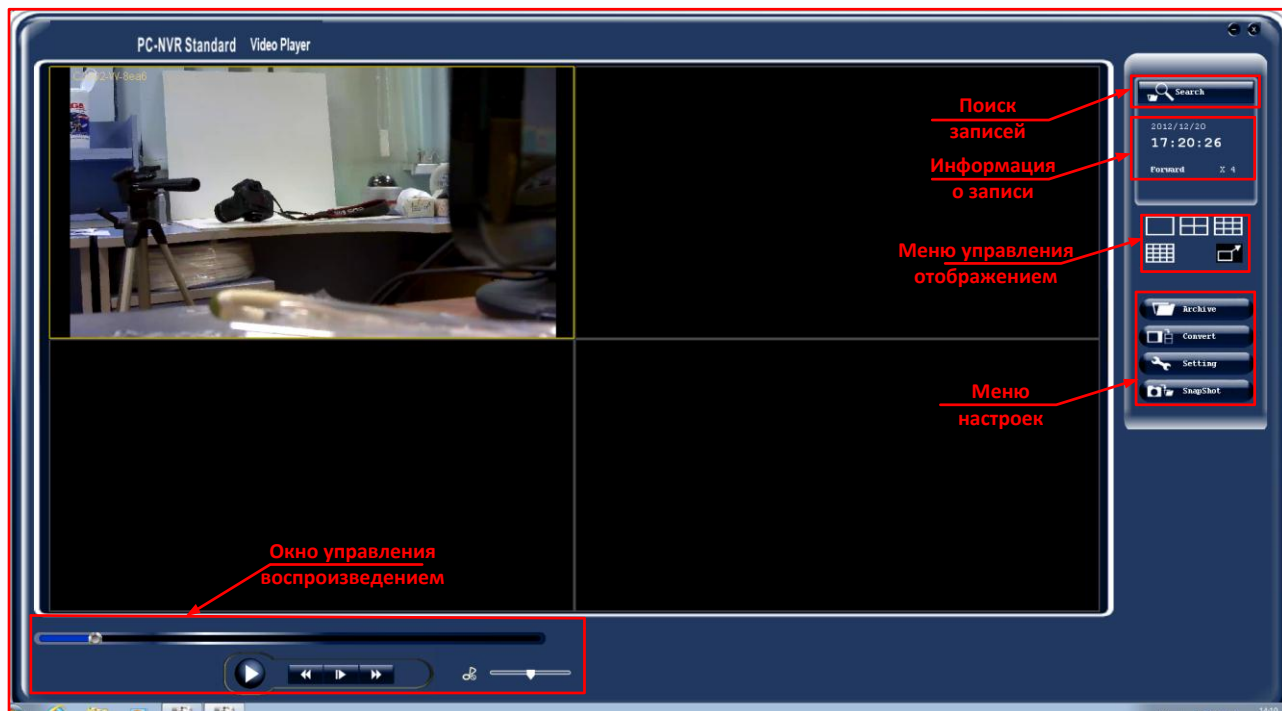 PC-NVR Standard Video Player
Search
Поиск
записей
2012/12/20
17:20:26
Информация
о записи
Forward X 4
Меню управления
отображением
Archive
Convert
Setting
SnapShot
Меню
настроек
Окно управления
воспроизведением